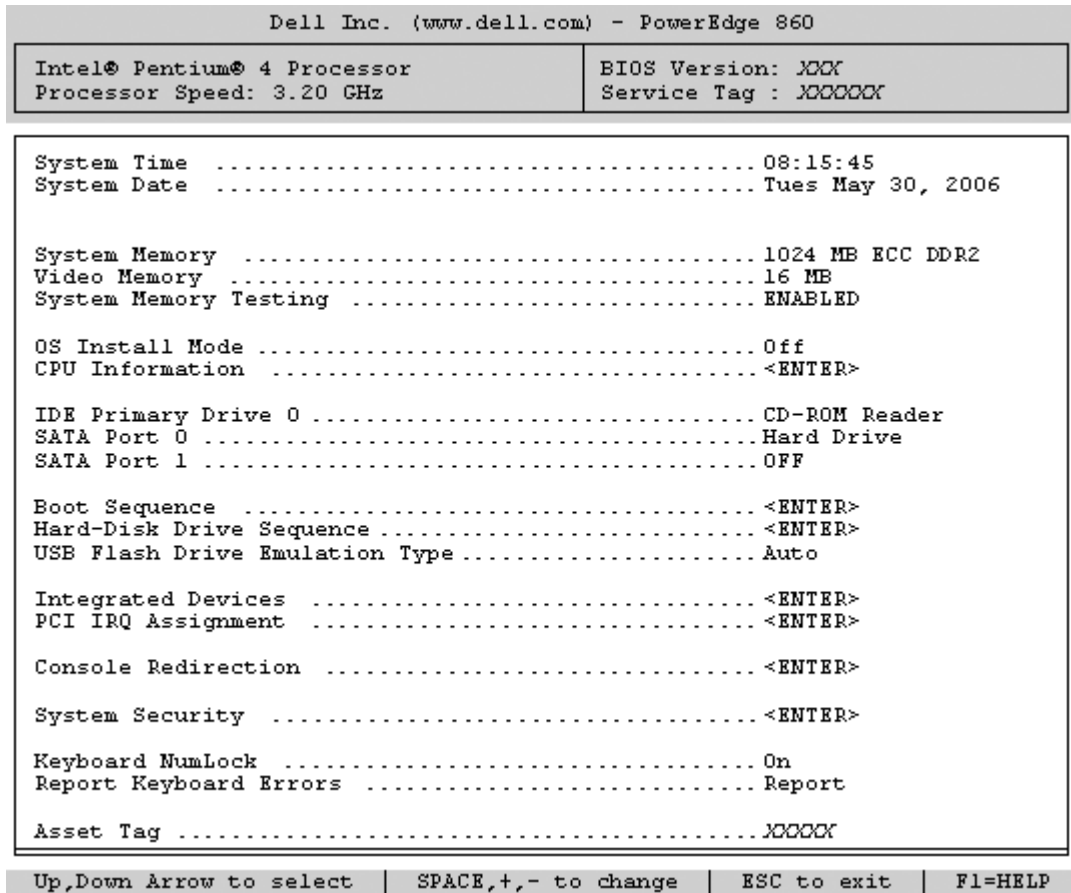 Dell Inc. (www.dell.com) - PowerEdge 860
Intel® Pentium® 4 Processor
Processor Speed: 3.20 GHz
BIOS Version: XXX
Service Tag : XXXXXX
System Time ........................................ 08:15:45
System Date ........................................ Tues May 30, 2006
System Memory ...................................... 1024 MB ECC DDR2
Video Memory ....................................... 16 MB
System Memory Testing .............................. ENABLED
OS Install Mode ..................................... Off
CPU Information .................................... <ENTER>
IDE Primary Drive 0 ................................. CD-ROM Reader
SATA Port 0 ......................................... Hard Drive
SATA Port 1 ......................................... OFF
Boot Sequence ...................................... <ENTER>
Hard-Disk Drive Sequence ............................ <ENTER>
USB Flash Drive Emulation Type ...................... Auto
Integrated Devices ................................. <ENTER>
PCI IRQ Assignment ................................. <ENTER>
Console Redirection ................................ <ENTER>
System Security .................................... <ENTER>
Keyboard NumLock ................................... On
Report Keyboard Errors ............................. Report
Asset Tag ........................................... XXXXX
Up,Down Arrow to select | SPACE,+,- to change | ESC to exit | F1=HELP